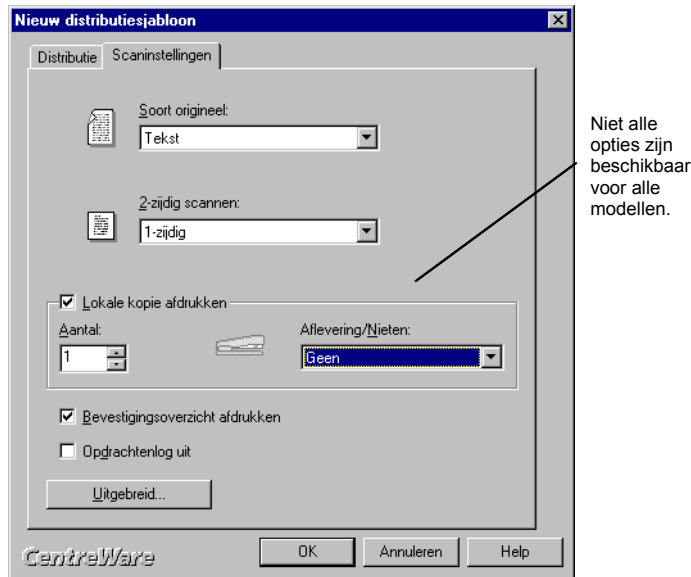 Nieuw distributiesjabloon
Distributie Scaninstellingen
Soort origineel:
Tekst
2-zijdig scannen:
1-zijdig
Lokale kopie afdrukken
Aantal:
1
Aflevering/Nieten:
Geen
Bevestigingsoverzicht afdrukken
Opdrachtenlog uit
Uitgebreid...
CentreWare
OK Annuleren Help
Niet alle
opties zijn
beschikbaar
voor alle
modellen.